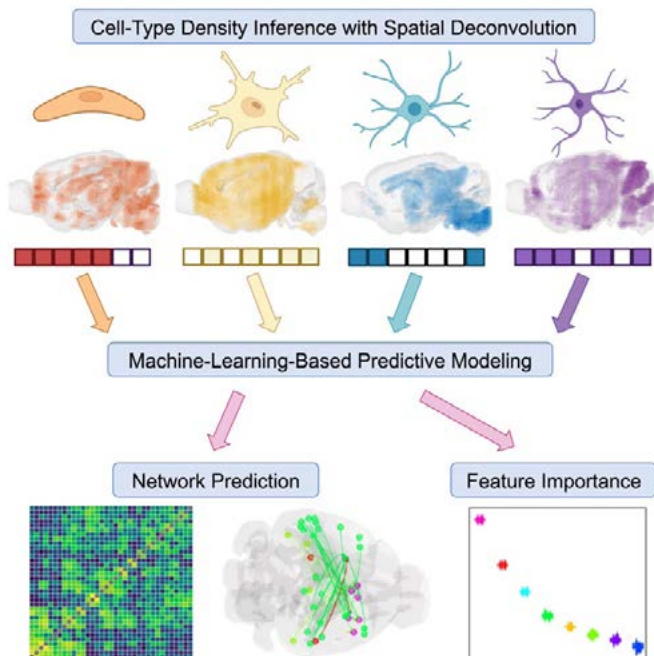 Cell-Type Density Inference with Spatial Deconvolution
Machine-Learning-Based Predictive Modeling
Network Prediction
Feature Importance